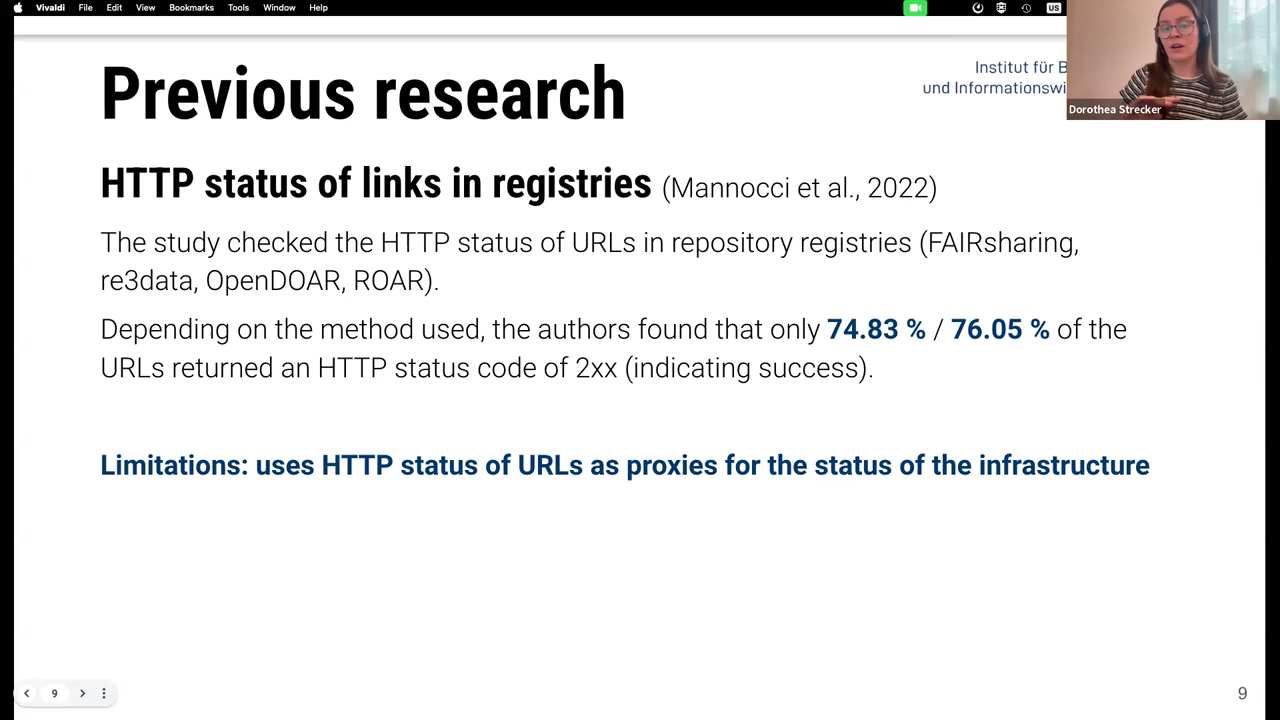 Vivaldi File Edit View Bookmarks Tools Window Help US
Previous research
Institut für B
und Informationswi
Dorothea Strecker
HTTP status of links in registries (Mannocci et al., 2022)
The study checked the HTTP status of URLs in repository registries (FAIRsharing,
re3data, OpenDOAR, ROAR).
Depending on the method used, the authors found that only 74.83 % / 76.05 % of the
URLs returned an HTTP status code of 2xx (indicating success).
Limitations: uses HTTP status of URLs as proxies for the status of the infrastructure
9
9